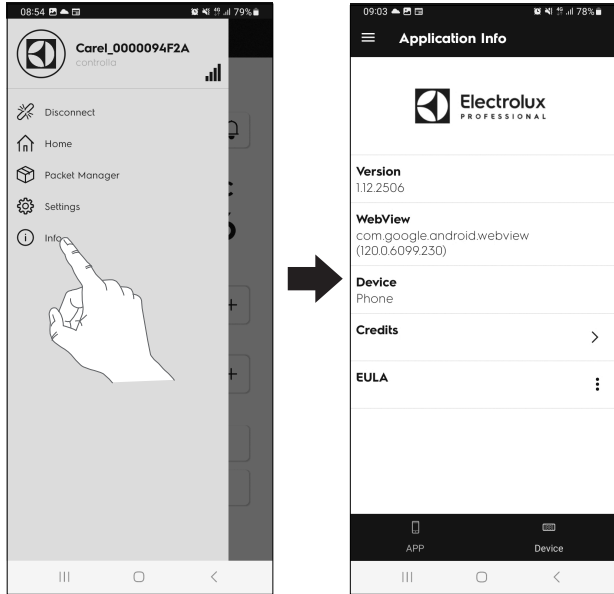 08:54
79%
Carel_0000094F2A
controlla
Disconnect
Home
Packet Manager
Settings
Info
09:03
78%
Application Info
Electrolux
PROFESSIONAL
Version
1.12.2506
WebView
com.google.android.webview
(120.0.6099.230)
Device
Phone
Credits
EULA
APP
Device